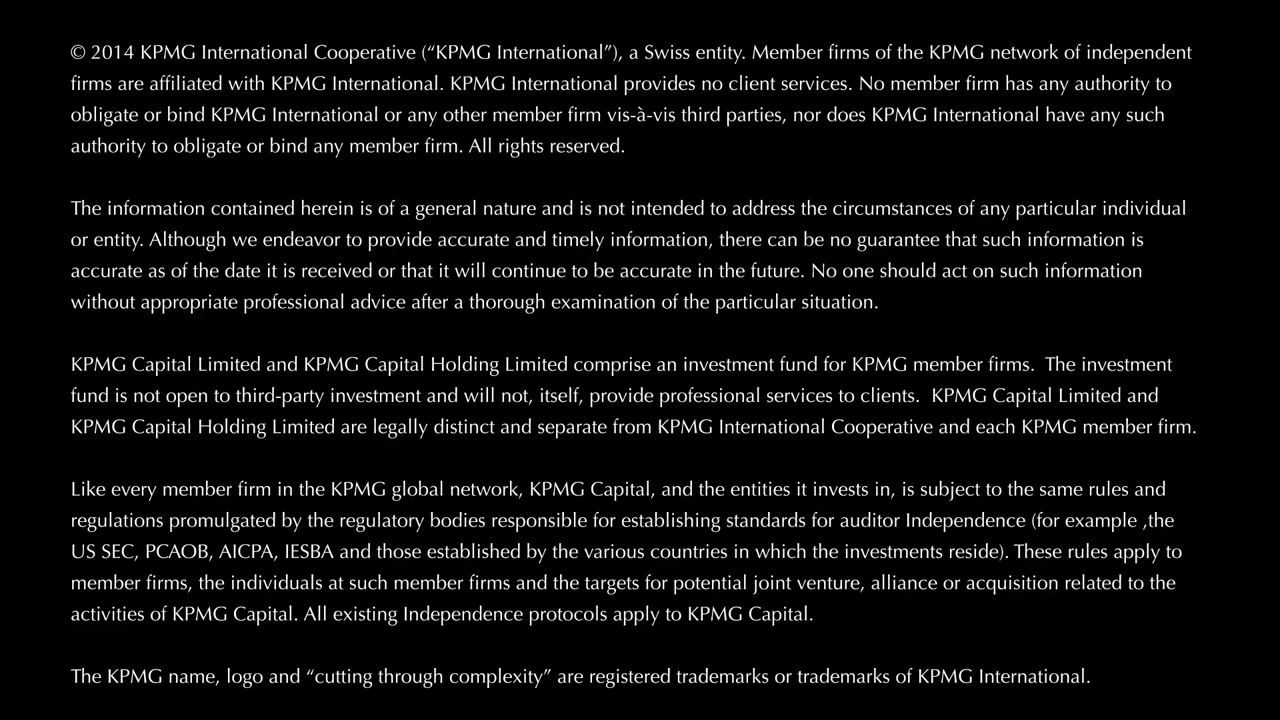 © 2014 KPMG International Cooperative (“KPMG International”), a Swiss entity. Member firms of the KPMG network of independent
firms are affiliated with KPMG International. KPMG International provides no client services. No member firm has any authority to
obligate or bind KPMG International or any other member firm vis-à-vis third parties, nor does KPMG International have any such
authority to obligate or bind any member firm. All rights reserved.
The information contained herein is of a general nature and is not intended to address the circumstances of any particular individual
or entity. Although we endeavor to provide accurate and timely information, there can be no guarantee that such information is
accurate as of the date it is received or that it will continue to be accurate in the future. No one should act on such information
without appropriate professional advice after a thorough examination of the particular situation.
KPMG Capital Limited and KPMG Capital Holding Limited comprise an investment fund for KPMG member firms.  The investment
fund is not open to third-party investment and will not, itself, provide professional services to clients.  KPMG Capital Limited and
KPMG Capital Holding Limited are legally distinct and separate from KPMG International Cooperative and each KPMG member firm.
Like every member firm in the KPMG global network, KPMG Capital, and the entities it invests in, is subject to the same rules and
regulations promulgated by the regulatory bodies responsible for establishing standards for auditor Independence (for example ,the
US SEC, PCAOB, AICPA, IESBA and those established by the various countries in which the investments reside). These rules apply to
member firms, the individuals at such member firms and the targets for potential joint venture, alliance or acquisition related to the
activities of KPMG Capital. All existing Independence protocols apply to KPMG Capital.
The KPMG name, logo and “cutting through complexity” are registered trademarks or trademarks of KPMG International.